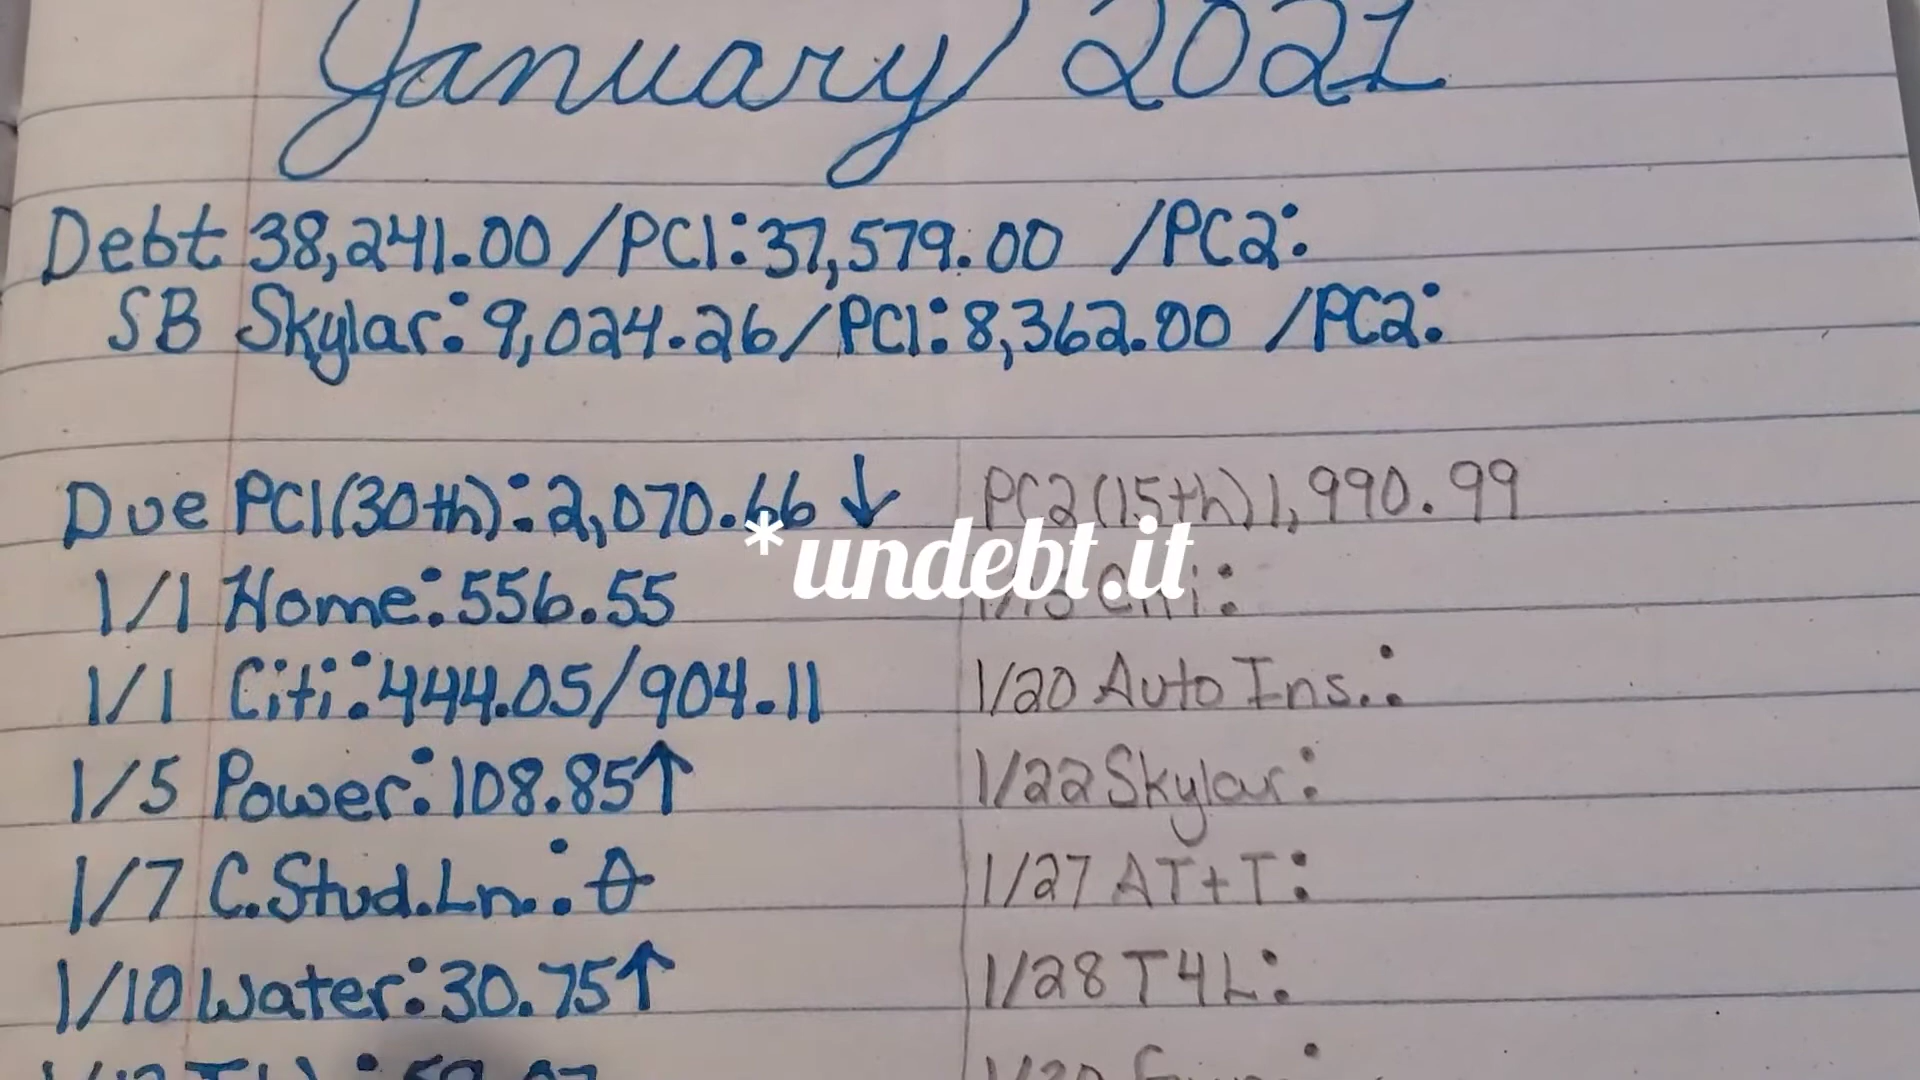 January 2021
Debt 38,241.00 /PC1: 37,579.00 /PC2:
SB Skylar: 9,024.26/PC1: 8,362.00 /PC2:
Due PC1(30th): 2,070.66 ↓
1/1 Home: 556.55
1/1 Citi: 444.05/904.11
1/5 Power: 108.85↑
1/7 C.Stud.Ln.: 0
1/10 Water: 30.75↑
PC2(15th) 1,990.99
*undebt.it
1/15 Citi:
1/20 Auto Ins.:
1/22 Skylar:
1/27 AT+T:
1/28 T4L: